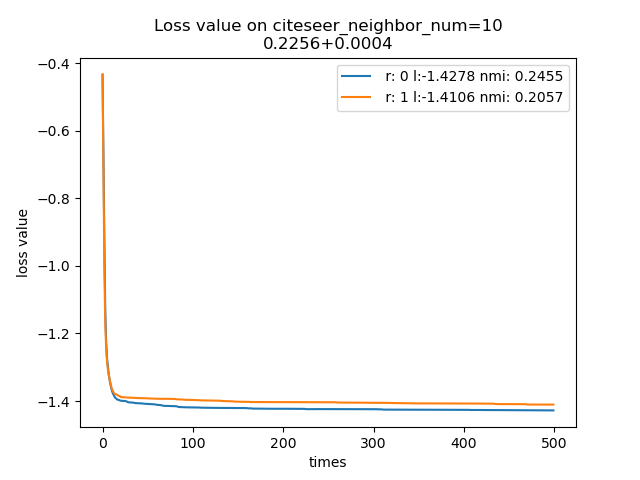 Loss value on citeseer_neighbor_num=10
0.2256+0.0004
r: 0 l:-1.4278 nmi: 0.2455
r: 1 l:-1.4106 nmi: 0.2057
loss value
−0.4
−0.6
−0.8
−1.0
−1.2
−1.4
0 100 200 300 400 500
times